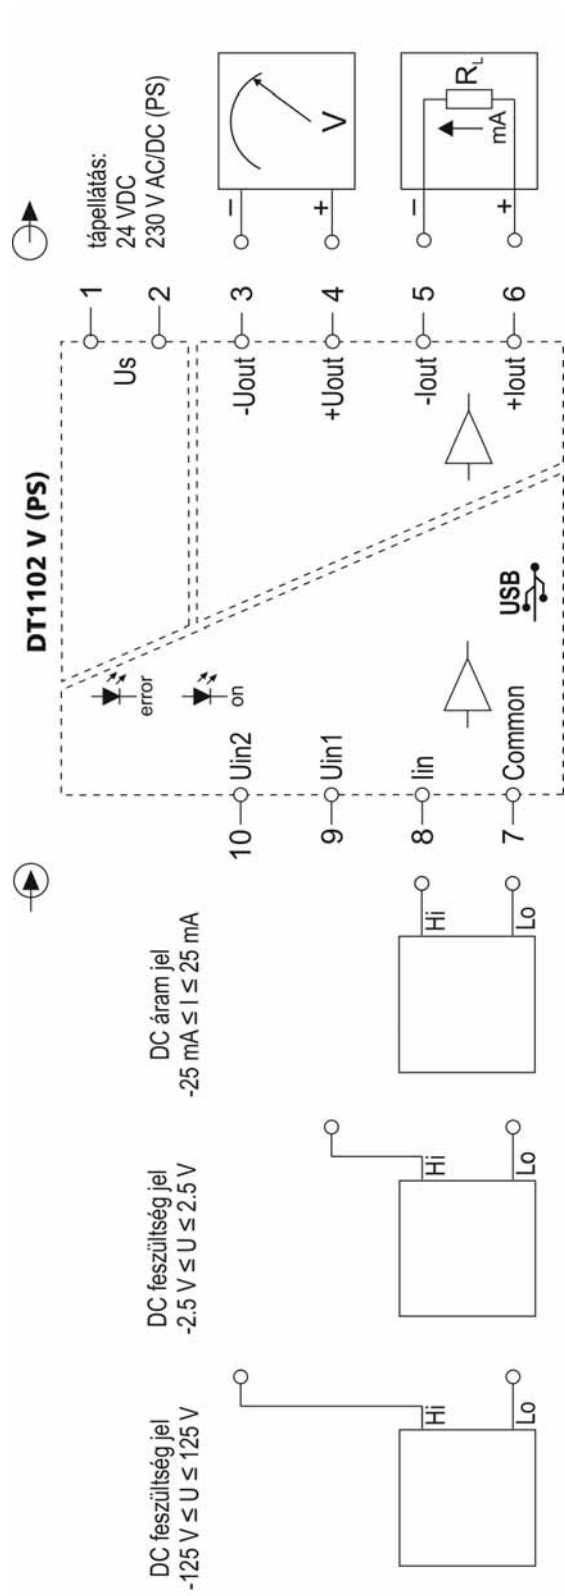 DC feszültség jel
-125 V ≤ U ≤ 125 V
Hi
Lo
DC feszültség jel
-2.5 V ≤ U ≤ 2.5 V
Hi
Lo
DC áram jel
-25 mA ≤ I ≤ 25 mA
Hi
Lo
DT1102 V (PS)
error
on
10 Uin2
9 Uin1
8 Iin
7 Common
USB
Us
1
2
-Uout 3
+Uout 4
-Iout 5
+Iout 6
tápellátás:
24 VDC
230 V AC/DC (PS)
−
+
V
−
+
mA
RL